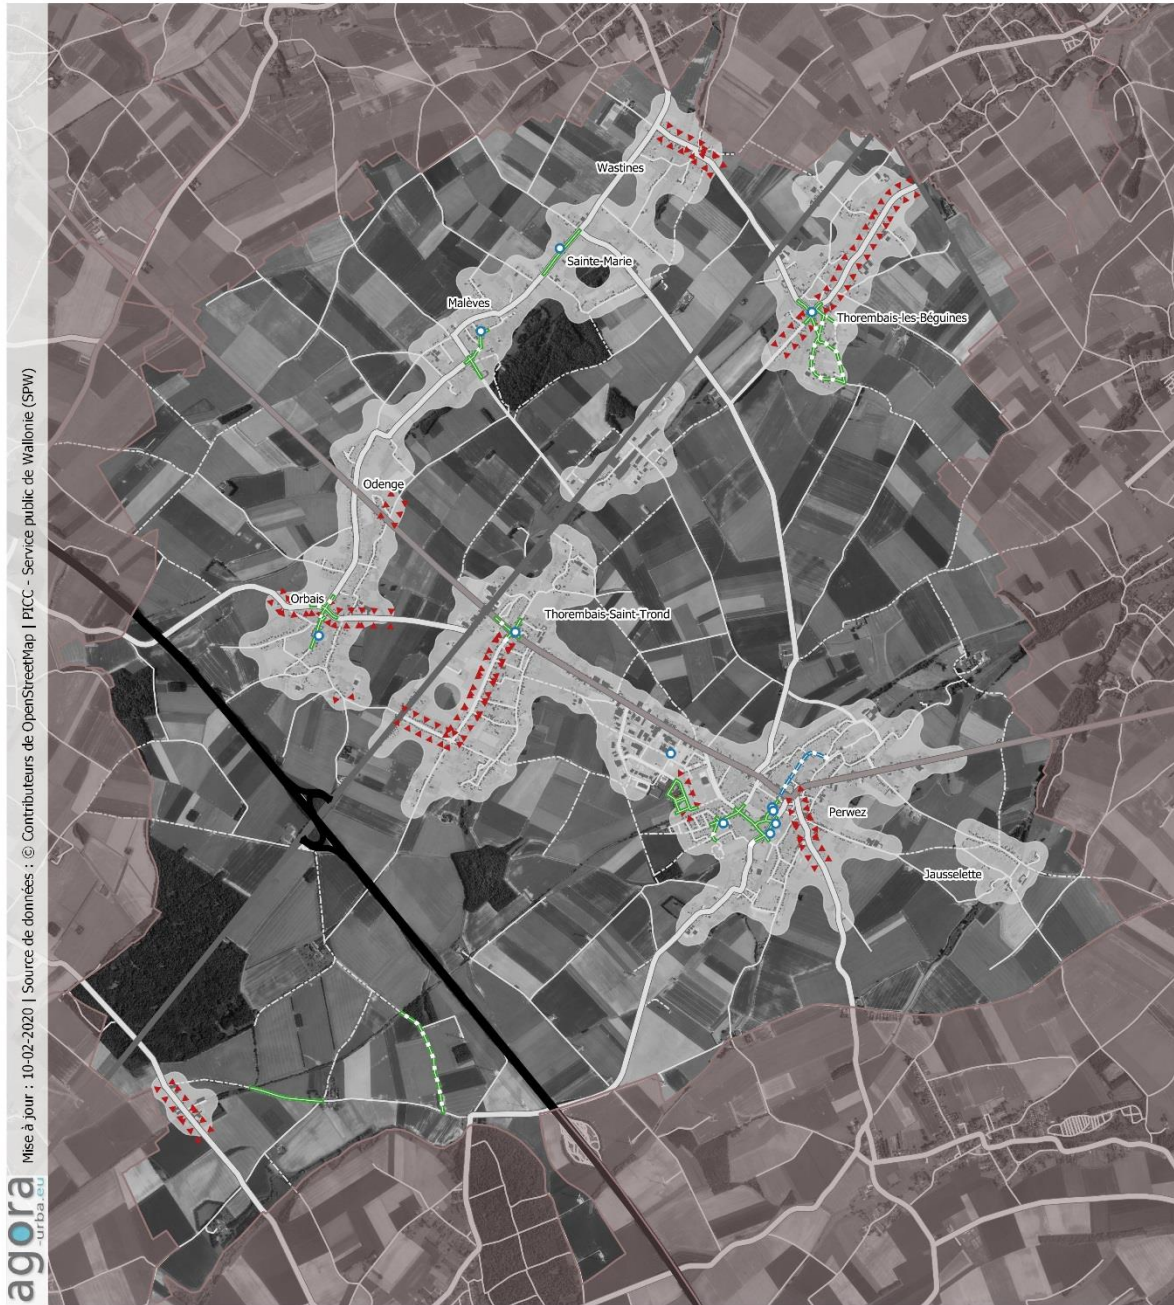 Wastines
Sainte-Marie
Malèves
Thorembais-les-Béguines
Odenge
Orbais
Thorembais-Saint-Trond
Perwez
Jausselette
agora
-urba.eu
Mise à jour : 10-02-2020 | Source de données : © Contributeurs de OpenStreetMap | PICC - Service public de Wallonie (SPW)